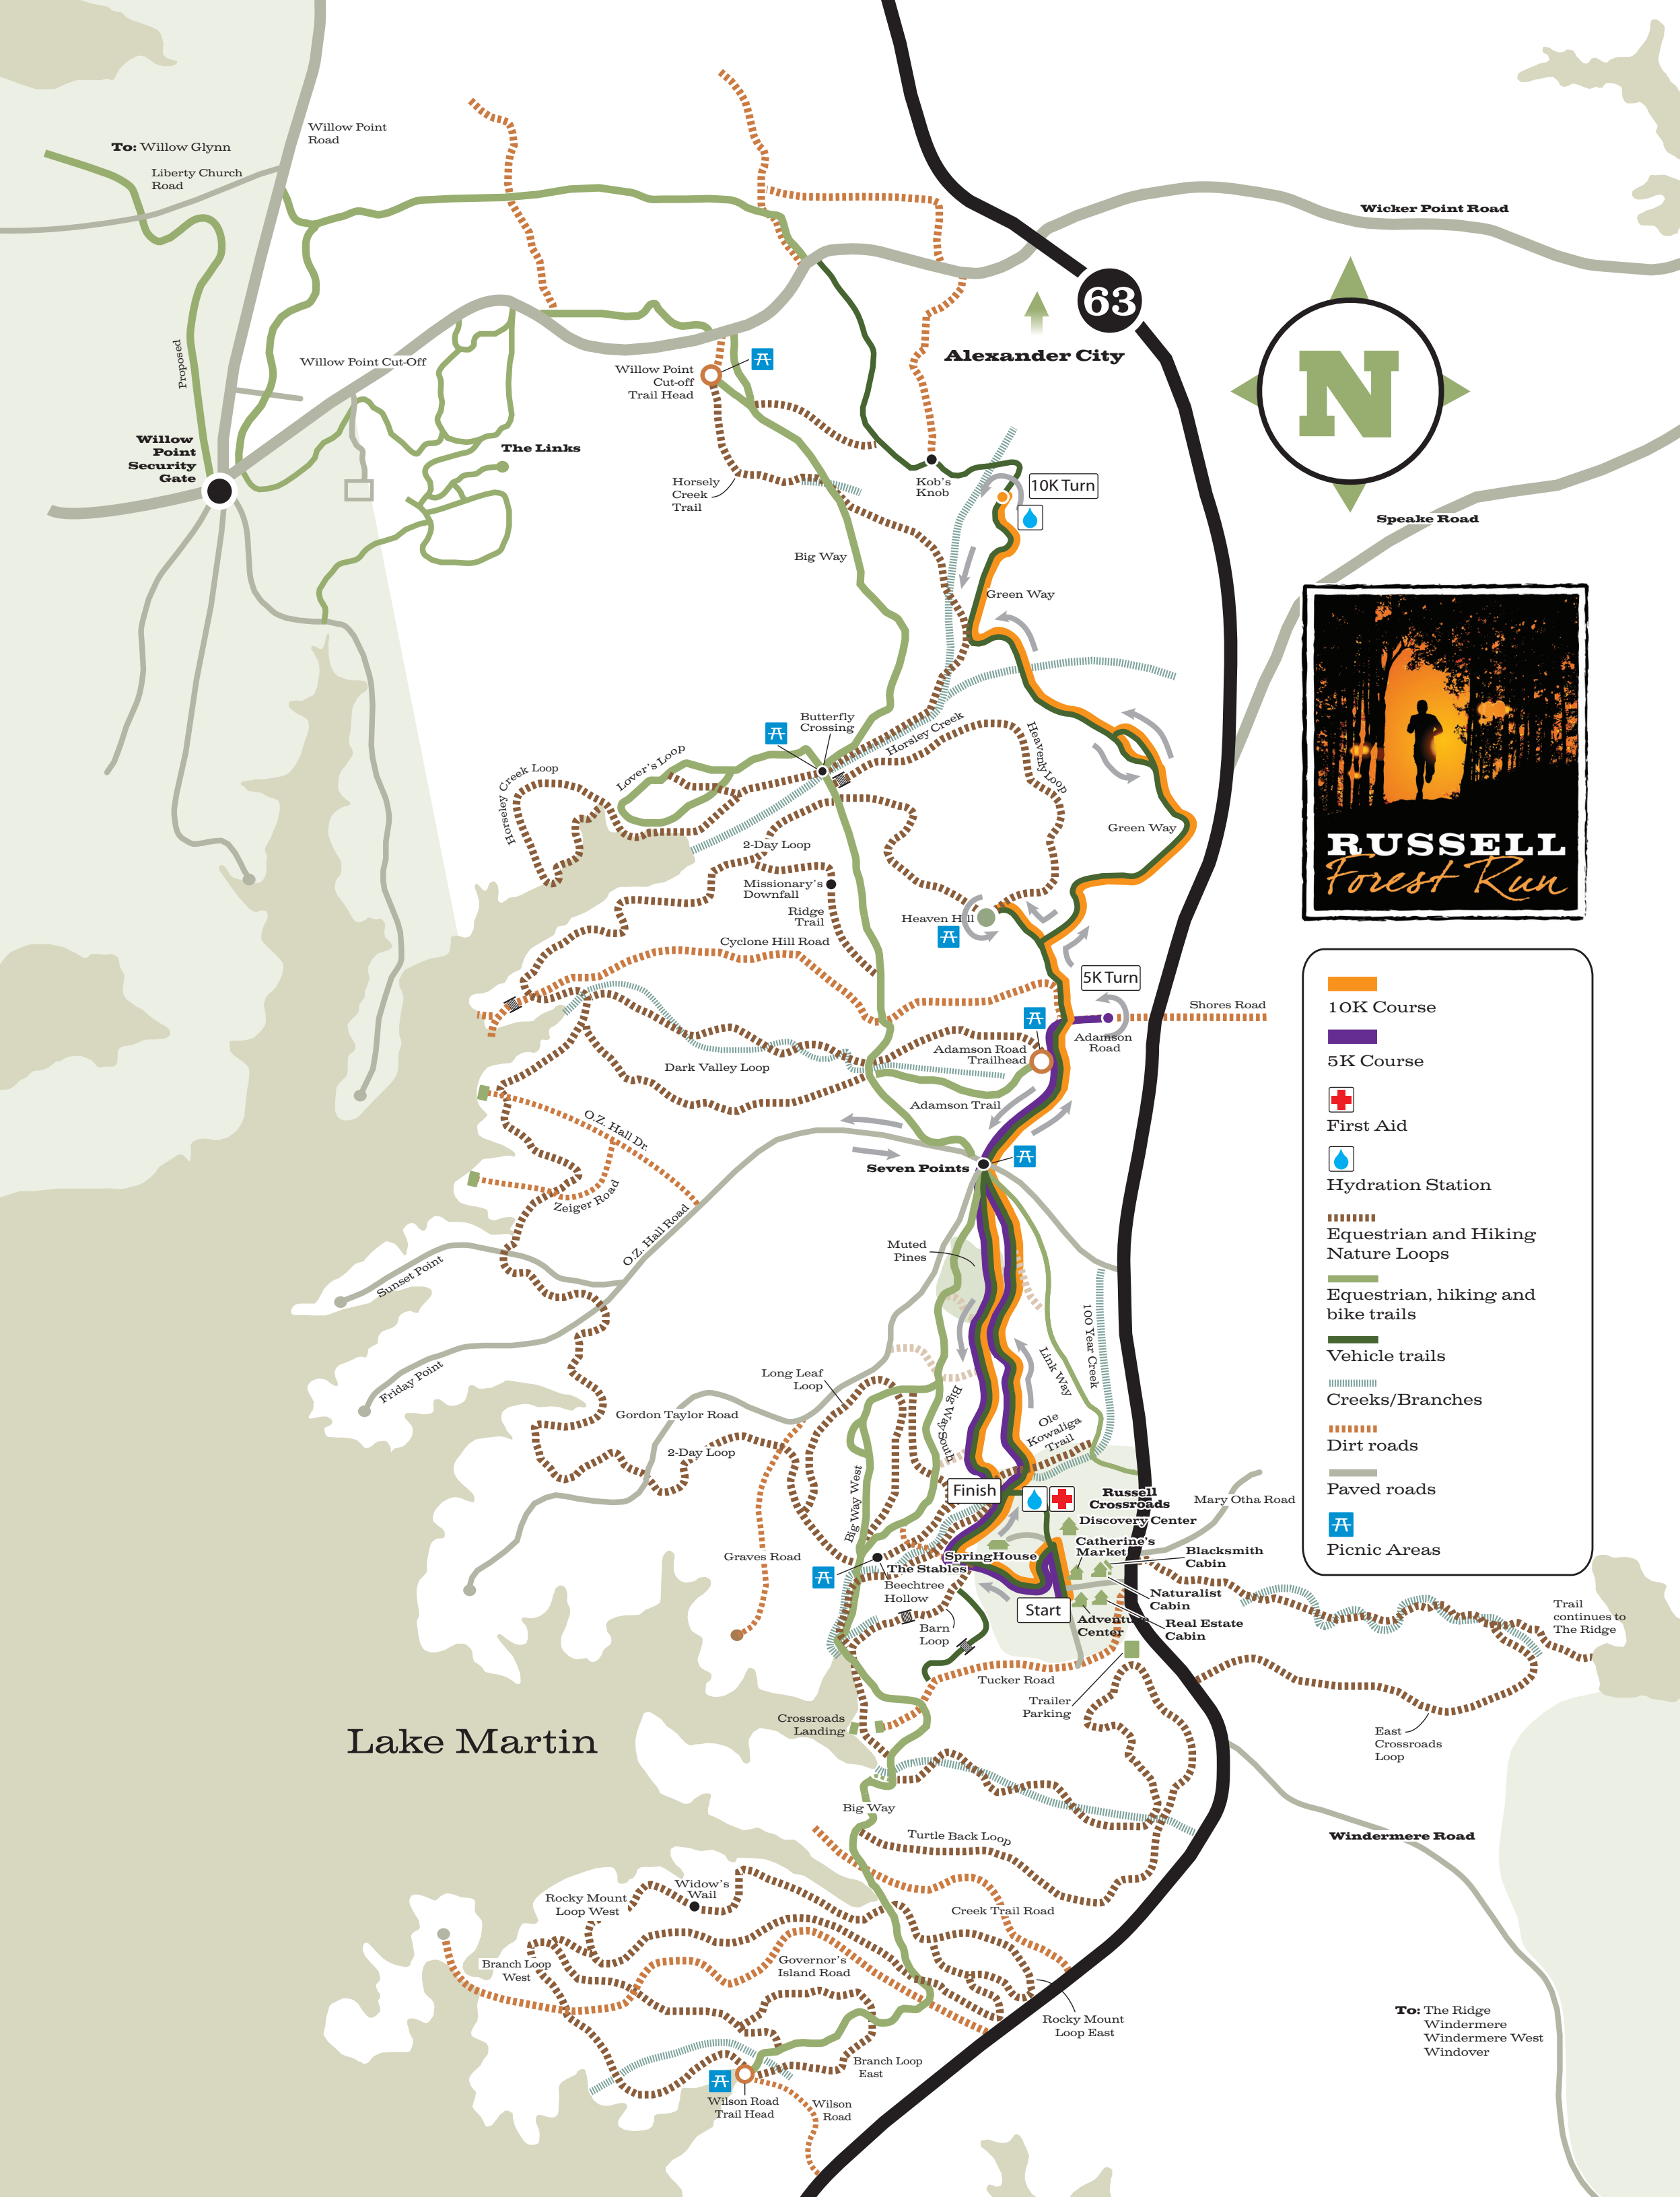 Willow Point
Road
To: Willow Glynn
Liberty Church
Road
Wicker Point Road
63
Alexander City
Proposed
Willow Point Cut-Off
Willow Point
Cut-off
Trail Head
N
Willow
Point
Security
Gate
The Links
Horsely
Creek
Trail
Kob's
Knob
10K Turn
Speake Road
Big Way
Green Way
Butterfly
Crossing
Horsley Creek
Heavenly Loop
Lover's Loop
Horseley Creek Loop
Green Way
2-Day Loop
Missionary's
Downfall
Ridge
Trail
Heaven Hill
Cyclone Hill Road
5K Turn
Shores Road
Adamson
Road
Adamson Road
Trailhead
Dark Valley Loop
Adamson Trail
O.Z. Hall Dr.
Seven Points
Zeiger Road
O.Z. Hall Road
Muted
Pines
Sunset Point
100 Year Creek
Link Way
Long Leaf
Loop
Friday Point
Big Way South
Gordon Taylor Road
Ole
Kowaliga
Trail
2-Day Loop
Big Way West
Finish
Russell
Crossroads
Mary Otha Road
Discovery Center
Catherine's
Market
Blacksmith
Cabin
Graves Road
SpringHouse
The Stables
Beechtree
Hollow
Naturalist
Cabin
Start
Adventure
Center
Real Estate
Cabin
Barn
Loop
Trail
continues to
The Ridge
Tucker Road
Trailer
Parking
Crossroads
Landing
East
Crossroads
Loop
Lake Martin
Big Way
Turtle Back Loop
Windermere Road
Widow's
Wail
Rocky Mount
Loop West
Creek Trail Road
Branch Loop
West
Governor's
Island Road
Rocky Mount
Loop East
To: The Ridge
Windermere
Windermere West
Windover
Branch Loop
East
Wilson Road
Trail Head
Wilson
Road
RUSSELL
Forest Run
10K Course
5K Course
First Aid
Hydration Station
Equestrian and Hiking
Nature Loops
Equestrian, hiking and
bike trails
Vehicle trails
Creeks/Branches
Dirt roads
Paved roads
Picnic Areas